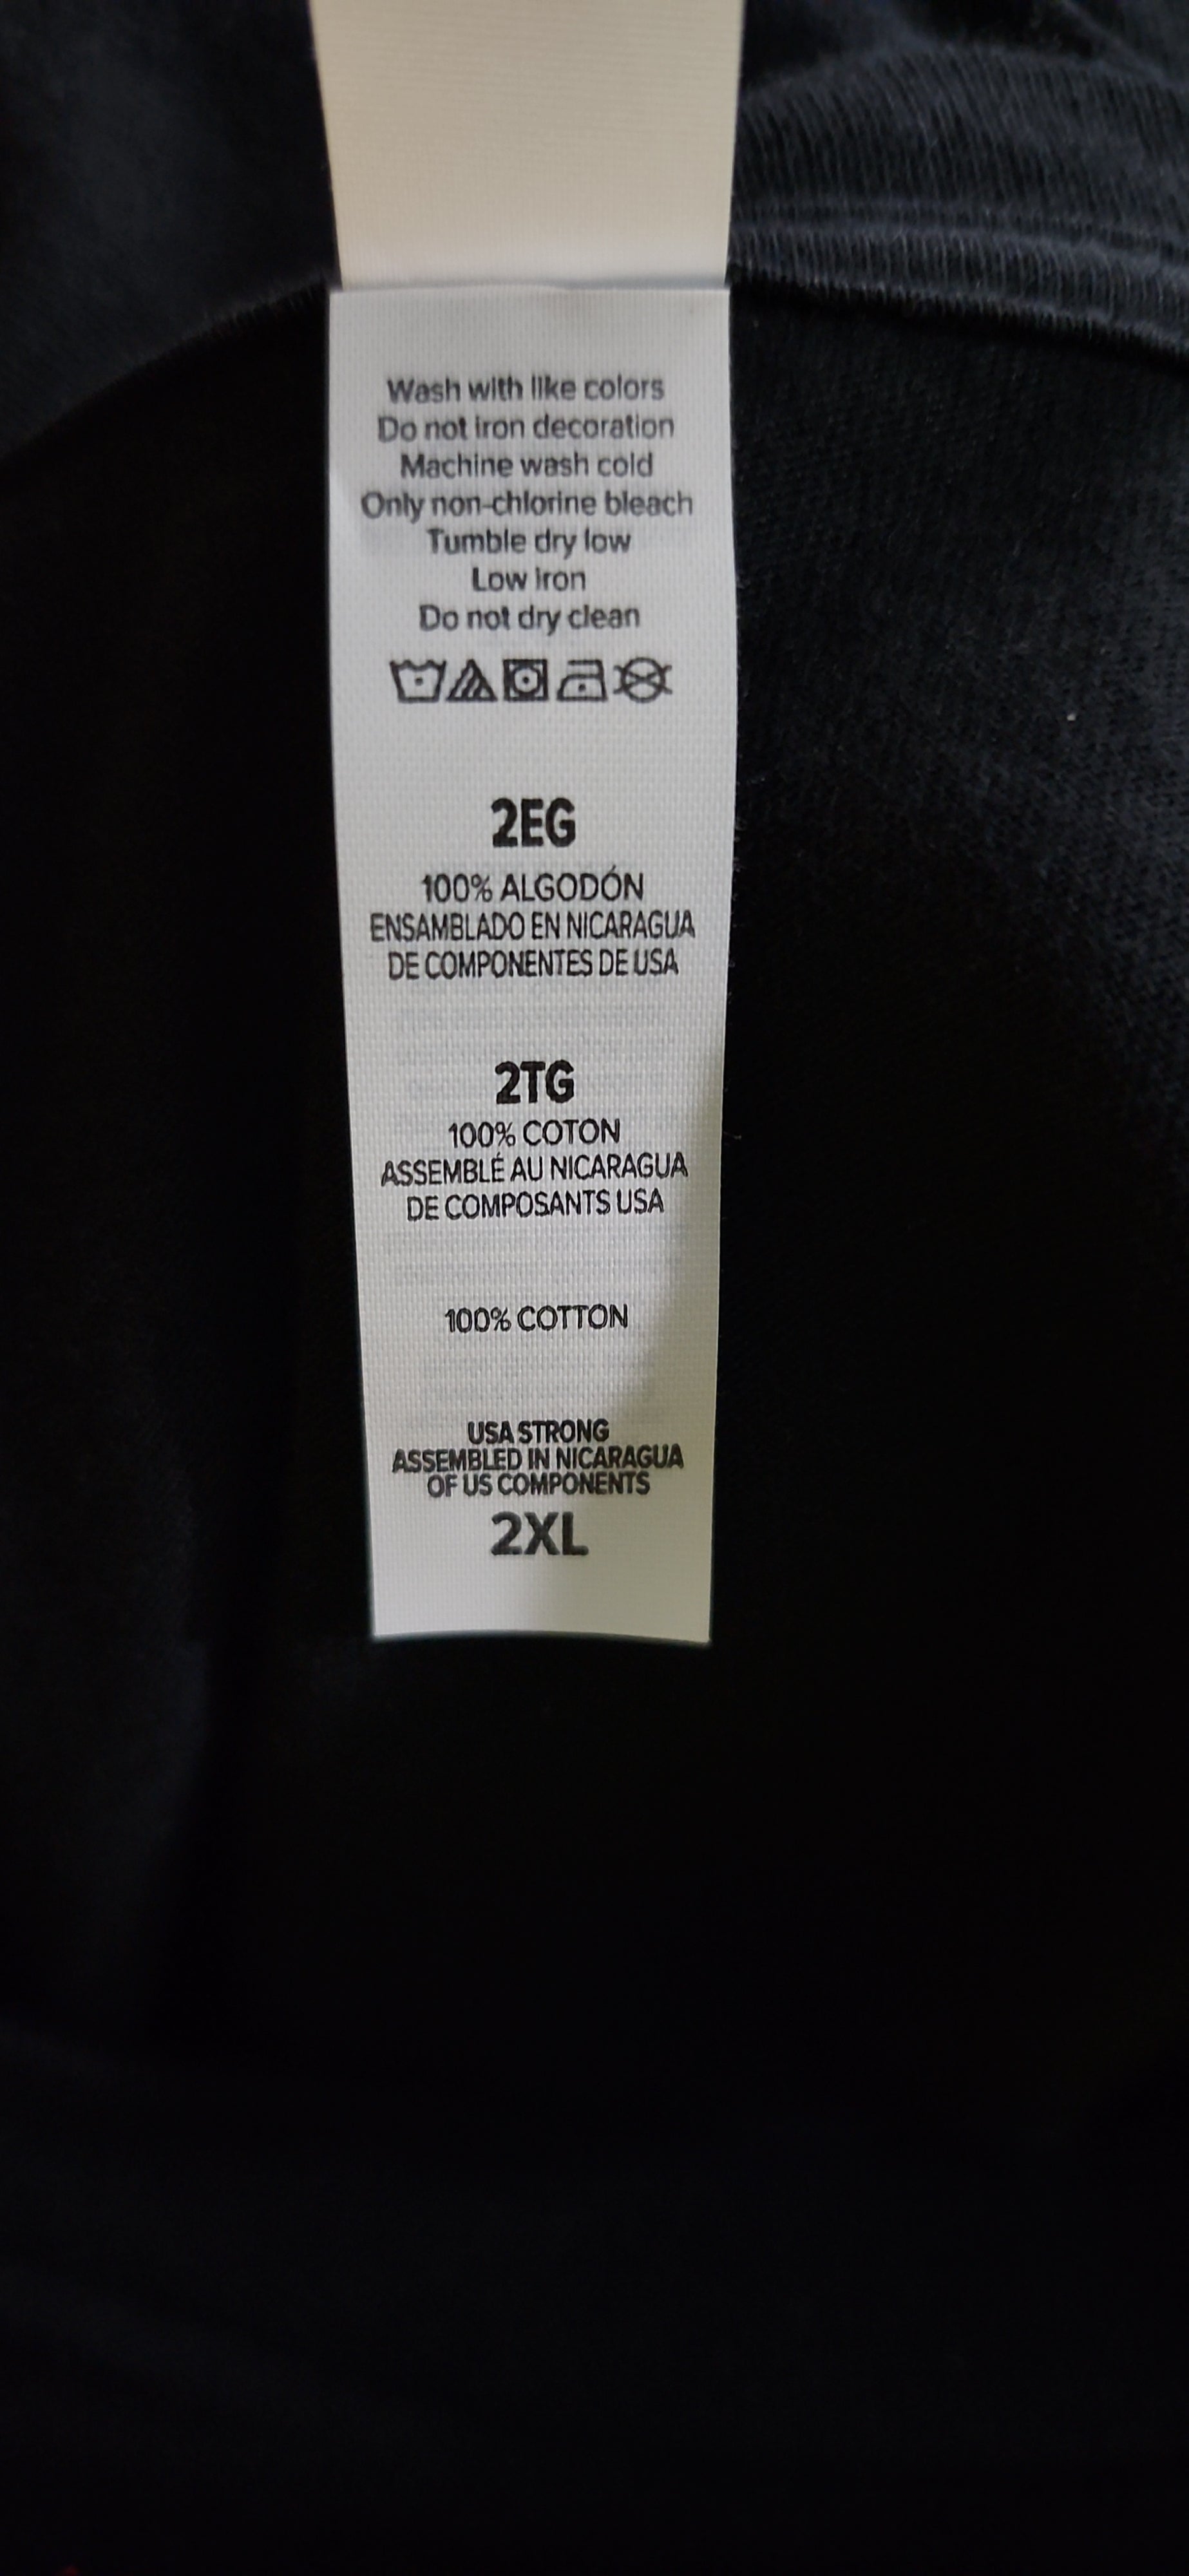 Wash with like colors
Do not iron decoration
Machine wash cold
Only non-chlorine bleach
Tumble dry low
Low Iron
Do not dry clean
2EG
100% ALGODÓN
ENSAMBLADO EN NICARAGUA
DE COMPONENTES DE USA
2TG
100% COTON
ASSEMBLÉ AU NICARAGUA
DE COMPOSANTS USA
100% COTTON
USA STRONG
ASSEMBLED IN NICARAGUA
OF US COMPONENTS
2XL